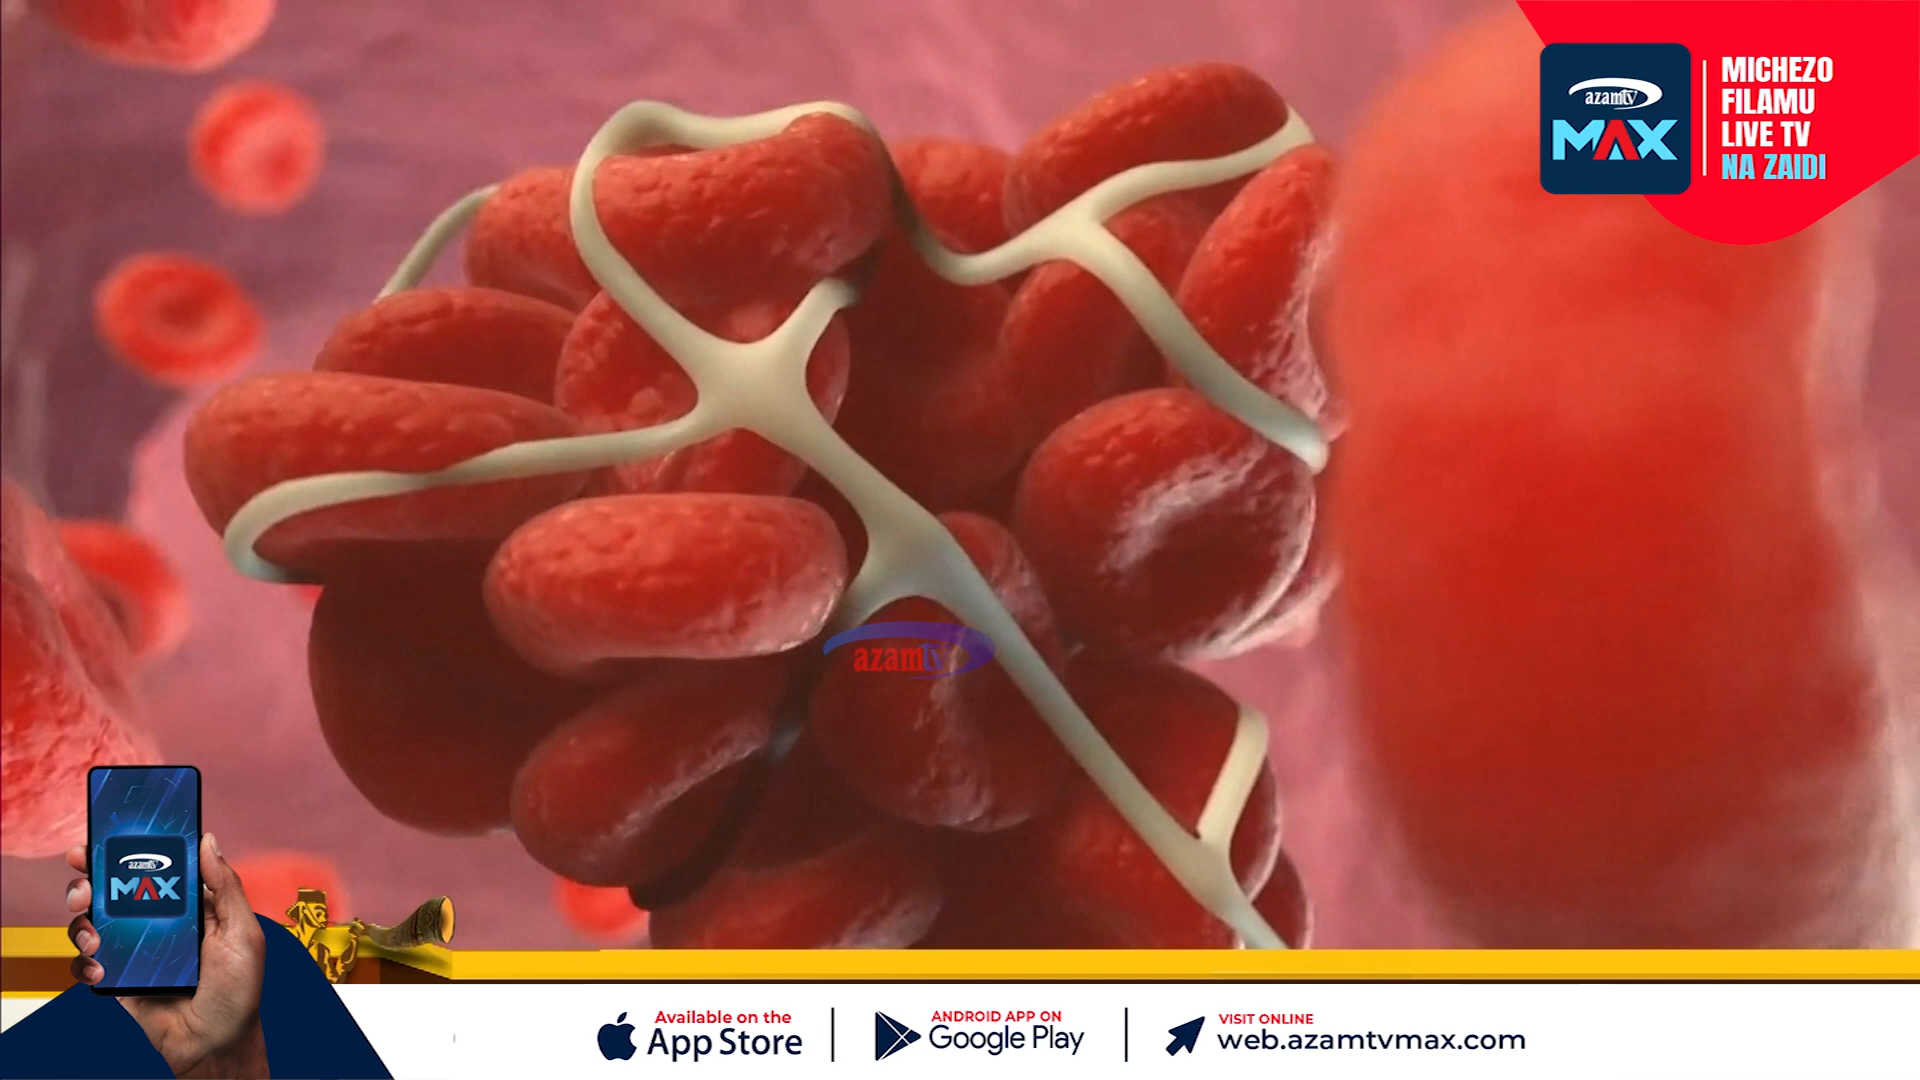 azamtv
MAX
MICHEZO
FILAMU
LIVE TV
NA ZAIDI
azamtv
azamtv
MAX
Available on the
App Store
ANDROID APP ON
Google Play
VISIT ONLINE
web.azamtvmax.com